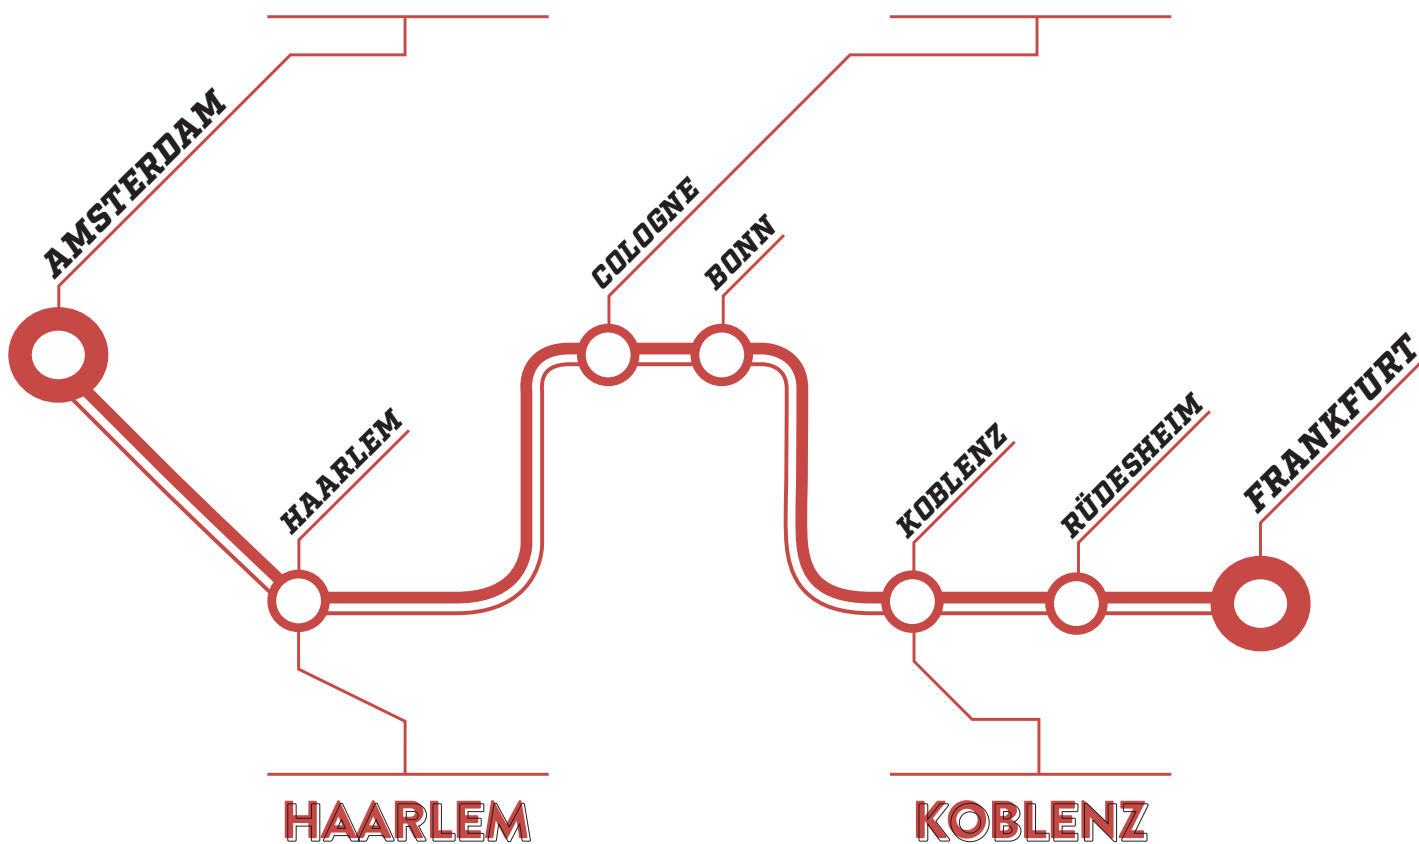 AMSTERDAM
HAARLEM
COLOGNE
BONN
KOBLENZ
RÜDESHEIM
FRANKFURT
HAARLEM
KOBLENZ